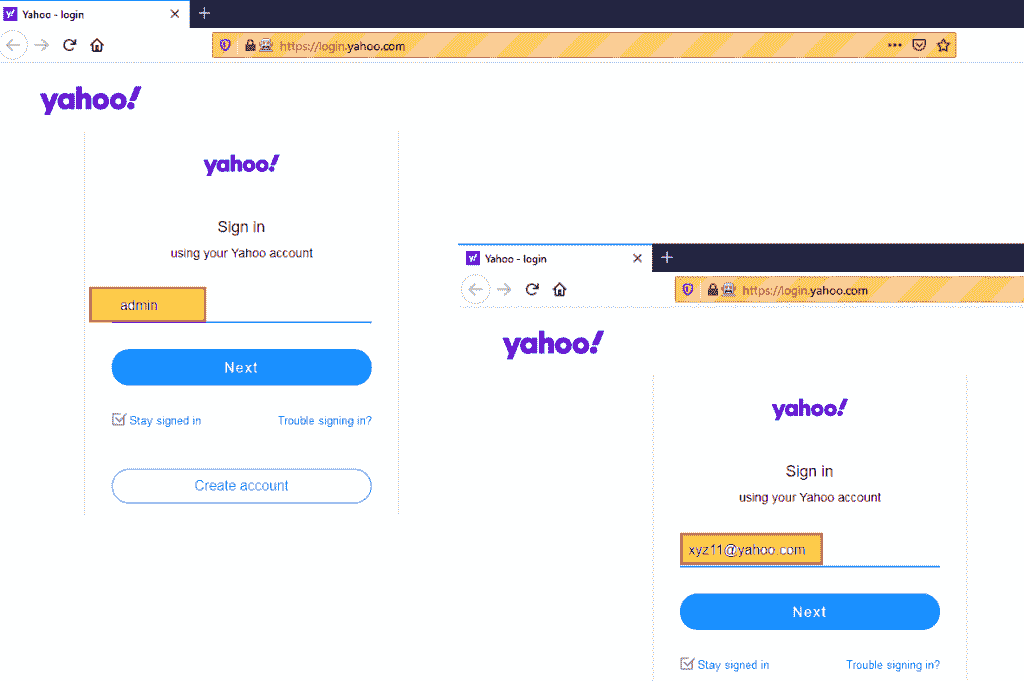 Yahoo - login
https://login.yahoo.com
yahoo!
yahoo!
Sign in
using your Yahoo account
admin
Next
Stay signed in Trouble signing in?
Create account
Yahoo - login
https://login.yahoo.com
yahoo!
yahoo!
Sign in
using your Yahoo account
xyz11@yahoo.com
Next
Stay signed in Trouble signing in?